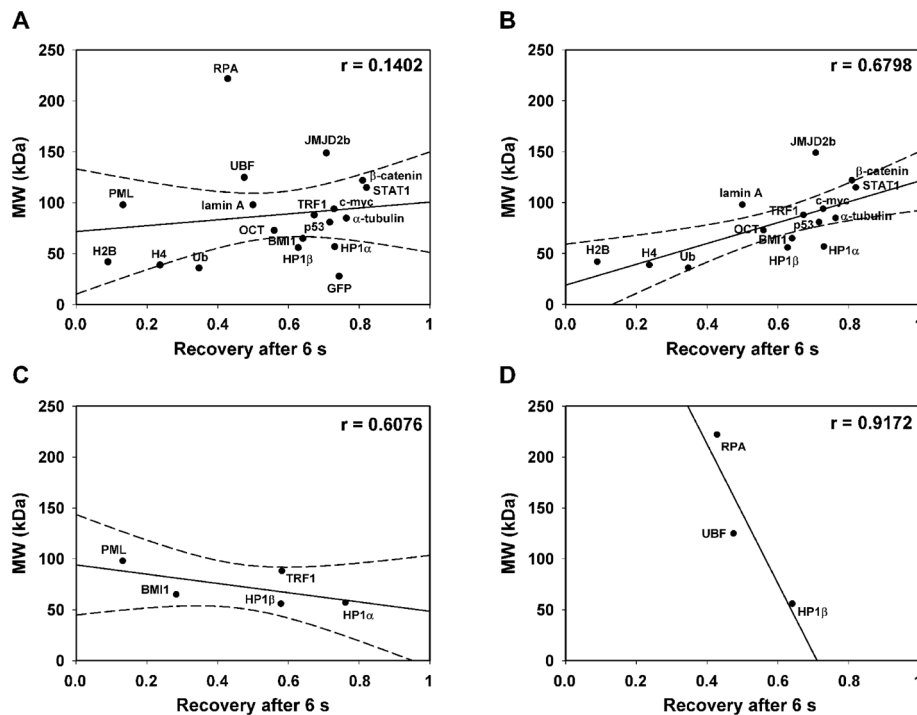 A
B
250
200
150
100
50
0
MW (kDa)
r = 0.1402
RPA
JMJD2b
UBF
β-catenin
STAT1
PML
lamin A
TRF1
c-myc
α-tubulin
OCT
p53
BMI1
H2B
H4
Ub
HP1β
HP1α
GFP
0.0 0.2 0.4 0.6 0.8 1
Recovery after 6 s
250
200
150
100
50
0
MW (kDa)
r = 0.6798
JMJD2b
β-catenin
STAT1
lamin A
TRF1
c-myc
α-tubulin
OCT
p53
BMI1
H2B
H4
Ub
HP1β
HP1α
0.0 0.2 0.4 0.6 0.8 1
Recovery after 6 s
C
D
250
200
150
100
50
0
MW (kDa)
r = 0.6076
PML
TRF1
BMI1
HP1β
HP1α
0.0 0.2 0.4 0.6 0.8 1
Recovery after 6 s
250
200
150
100
50
0
MW (kDa)
r = 0.9172
RPA
UBF
HP1β
0.0 0.2 0.4 0.6 0.8 1
Recovery after 6 s